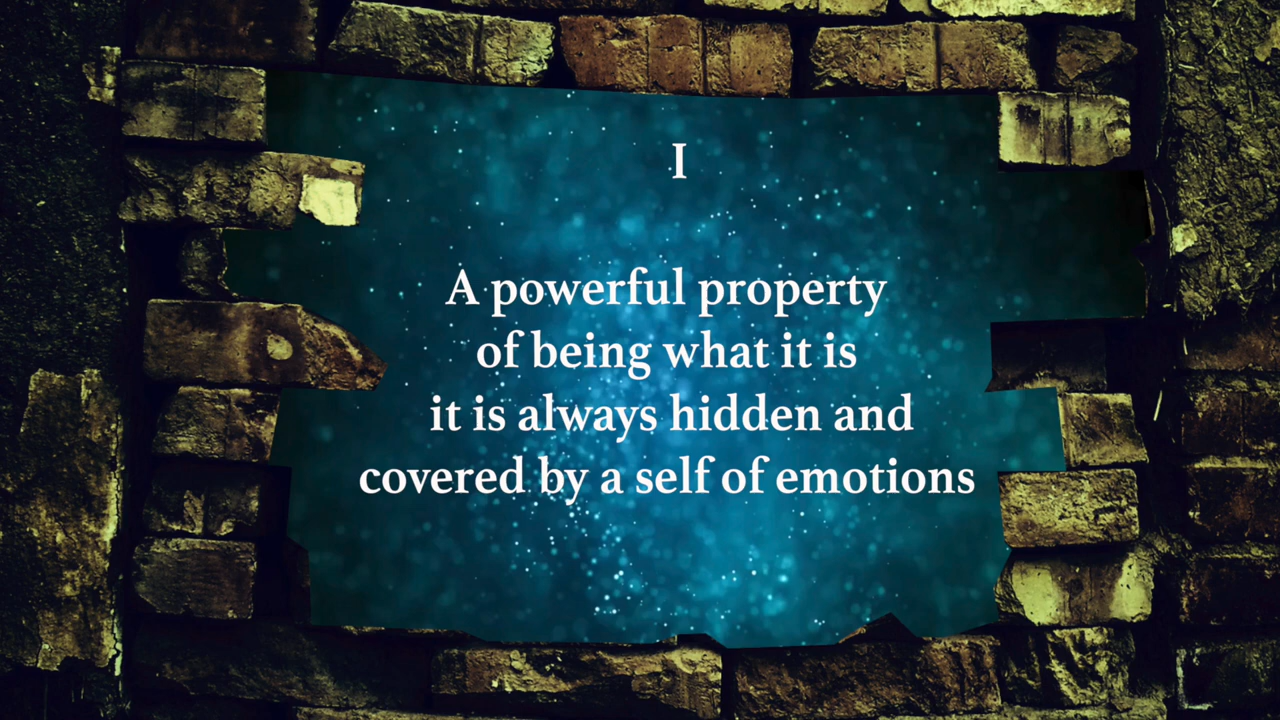 I
A powerful property
of being what it is
it is always hidden and
covered by a self of emotions